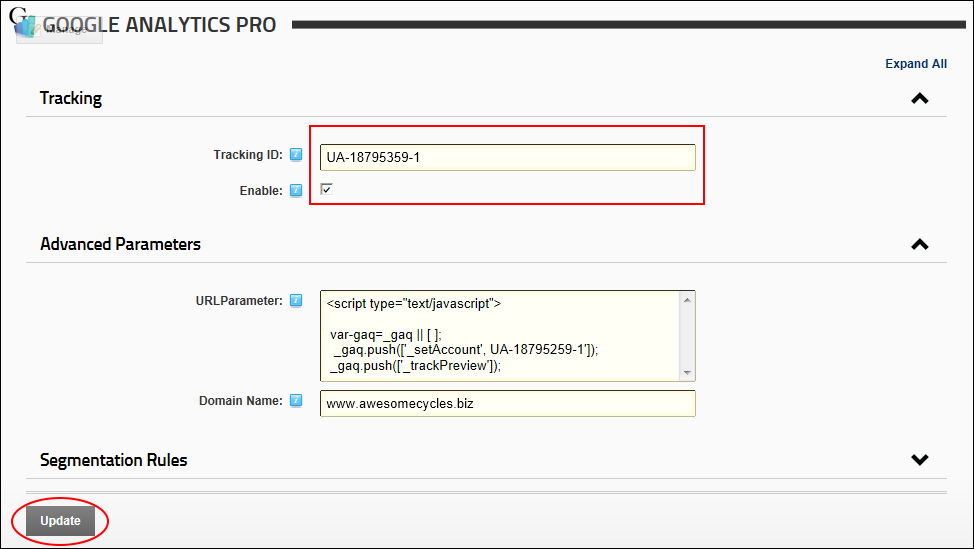 GOOGLE ANALYTICS PRO
Manage
Expand All
Tracking
Tracking ID:
UA-18795359-1
Enable:
Advanced Parameters
URLParameter:
<script type="text/javascript">
var-gaq=_gaq || [ ];
_gaq.push(['_setAccount', UA-18795259-1']);
_gaq.push(['_trackPreview']);
Domain Name:
www.awesomecycles.biz
Segmentation Rules
Update